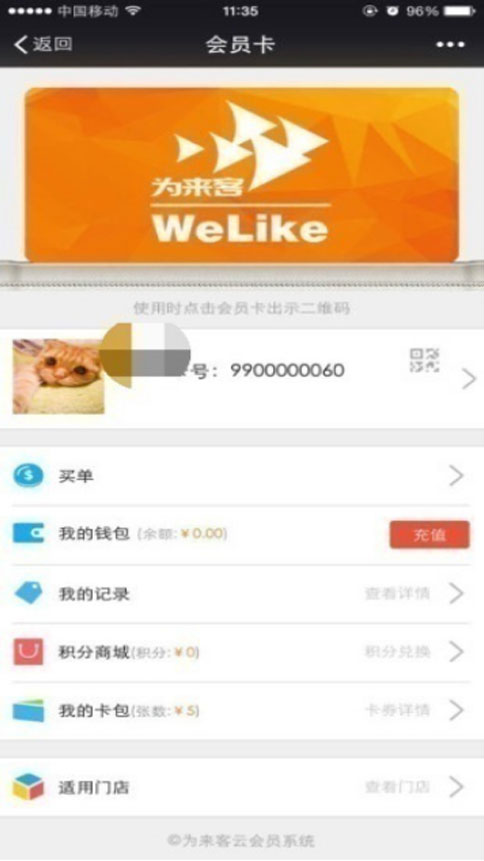 中国移动 11:35 96%
返回 会员卡
为来客
WeLike
使用时点击会员卡出示二维码
号：9900000060
买单
我的钱包 (余额:￥0.00) 充值
我的记录 查看详情
积分商城(积分:￥0) 积分兑换
我的卡包(张数:￥5) 卡券详情
适用门店 查看门店
©为来客云会员系统